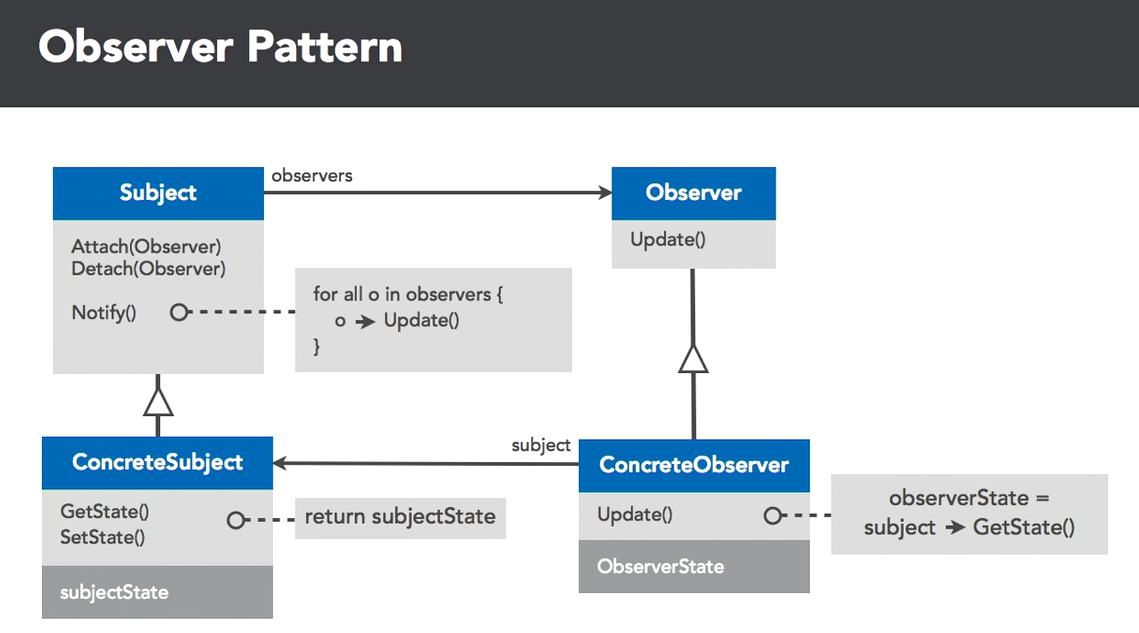 Observer Pattern
Subject
observers
Observer
Attach(Observer)
Detach(Observer)
Notify()
for all o in observers {
o ➔ Update()
}
Update()
ConcreteSubject
subject
ConcreteObserver
GetState()
SetState()
return subjectState
subjectState
Update()
observerState =
subject ➔ GetState()
ObserverState